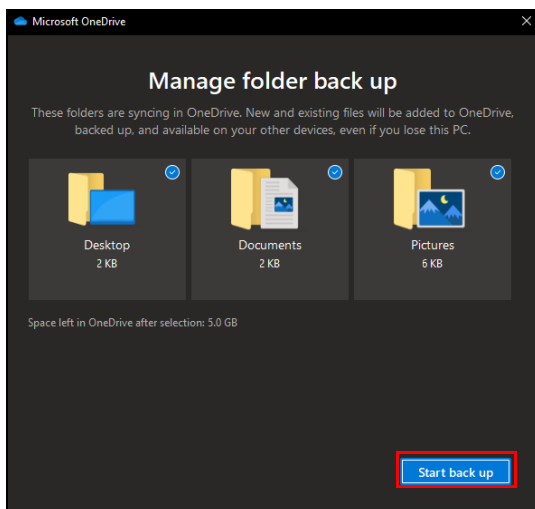 Microsoft OneDrive
Manage folder back up
These folders are syncing in OneDrive. New and existing files will be added to OneDrive,
backed up, and available on your other devices, even if you lose this PC.
Desktop
2 KB
Documents
2 KB
Pictures
6 KB
Space left in OneDrive after selection: 5.0 GB
Start back up